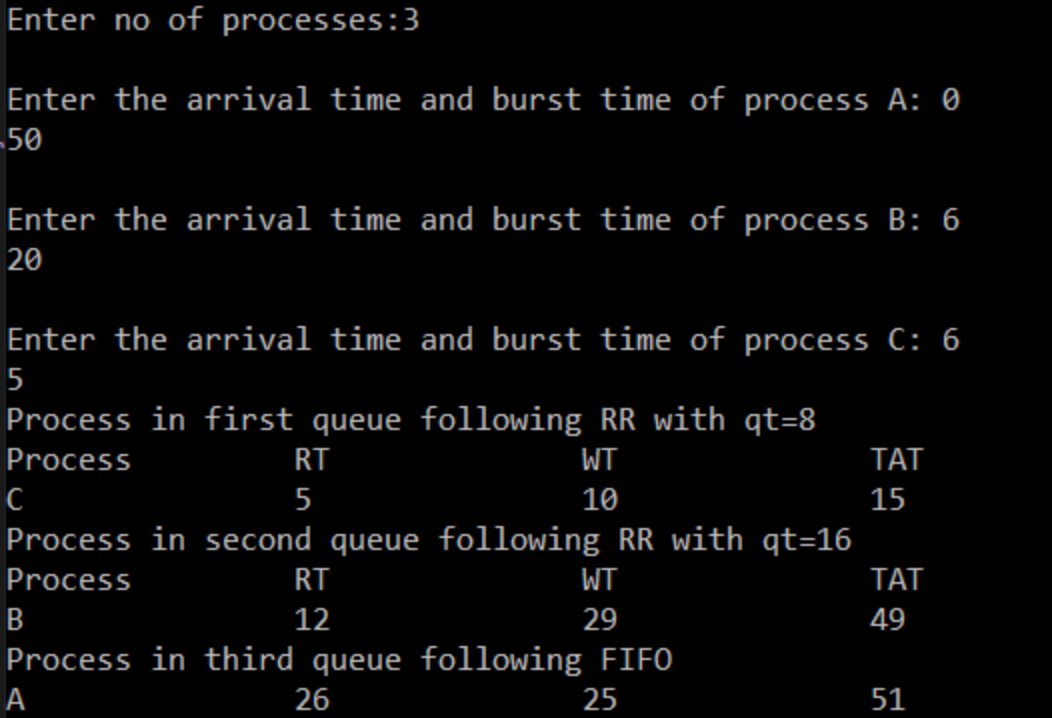 Enter no of processes:3
Enter the arrival time and burst time of process A: 0
50
Enter the arrival time and burst time of process B: 6
20
Enter the arrival time and burst time of process C: 6
5
Process in first queue following RR with qt=8
Process RT WT TAT
C 5 10 15
Process in second queue following RR with qt=16
Process RT WT TAT
B 12 29 49
Process in third queue following FIFO
A 26 25 51